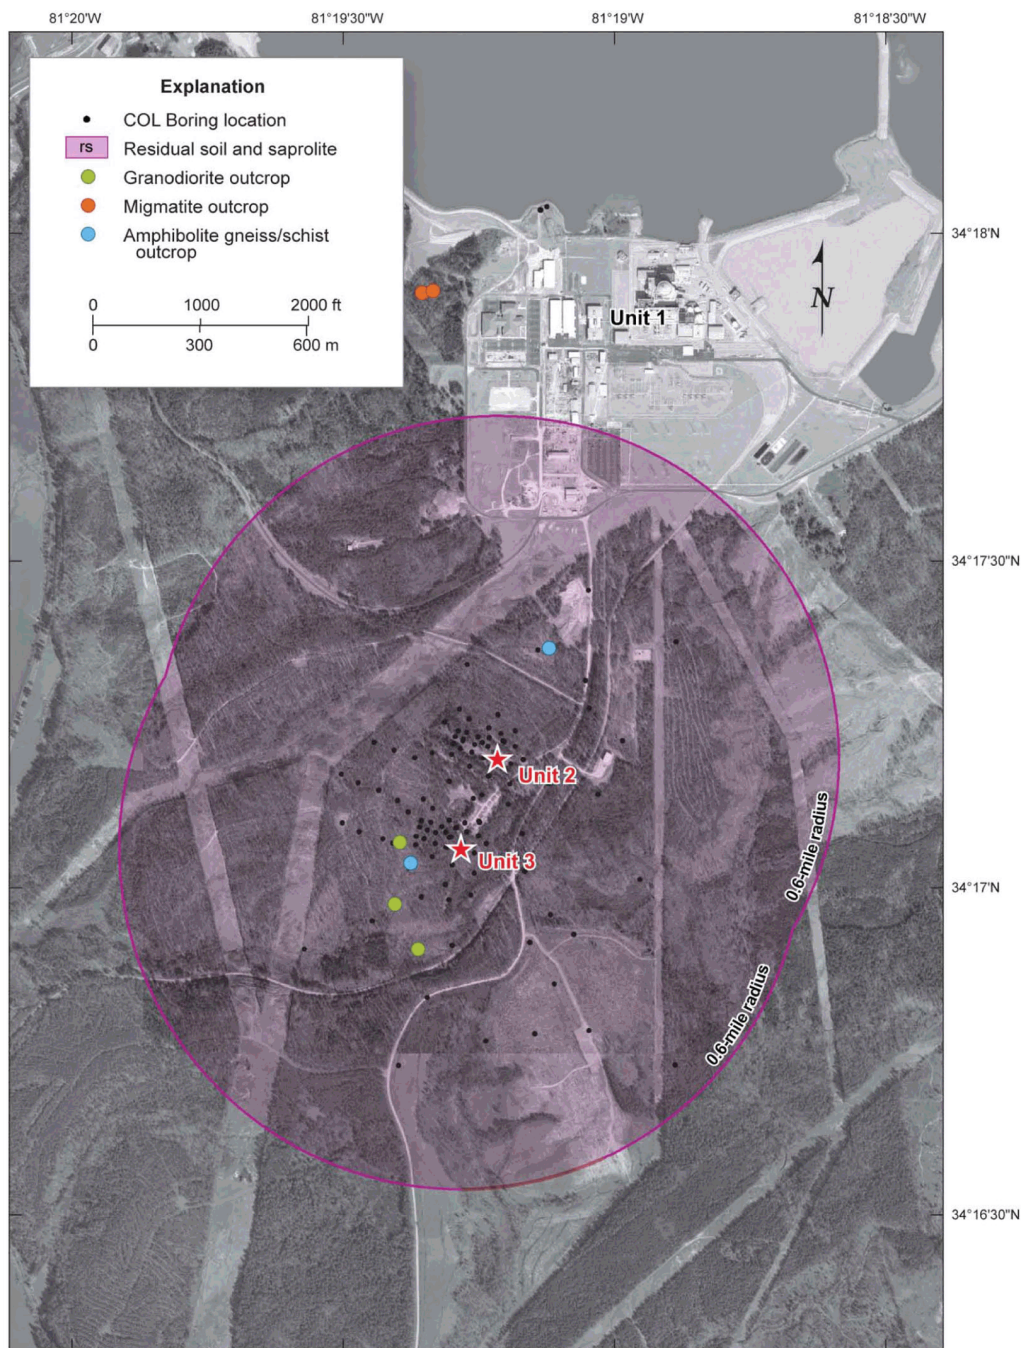 81°20'W 81°19'30"W 81°19'W 81°18'30"W
Explanation
COL Boring location
rs Residual soil and saprolite
Granodiorite outcrop
Migmatite outcrop
Amphibolite gneiss/schist
outcrop
0 1000 2000 ft
0 300 600 m
34°18'N
N
Unit 1
34°17'30"N
Unit 2
0.6-mile radius
Unit 3
34°17'N
0.6-mile radius
34°16'30"N